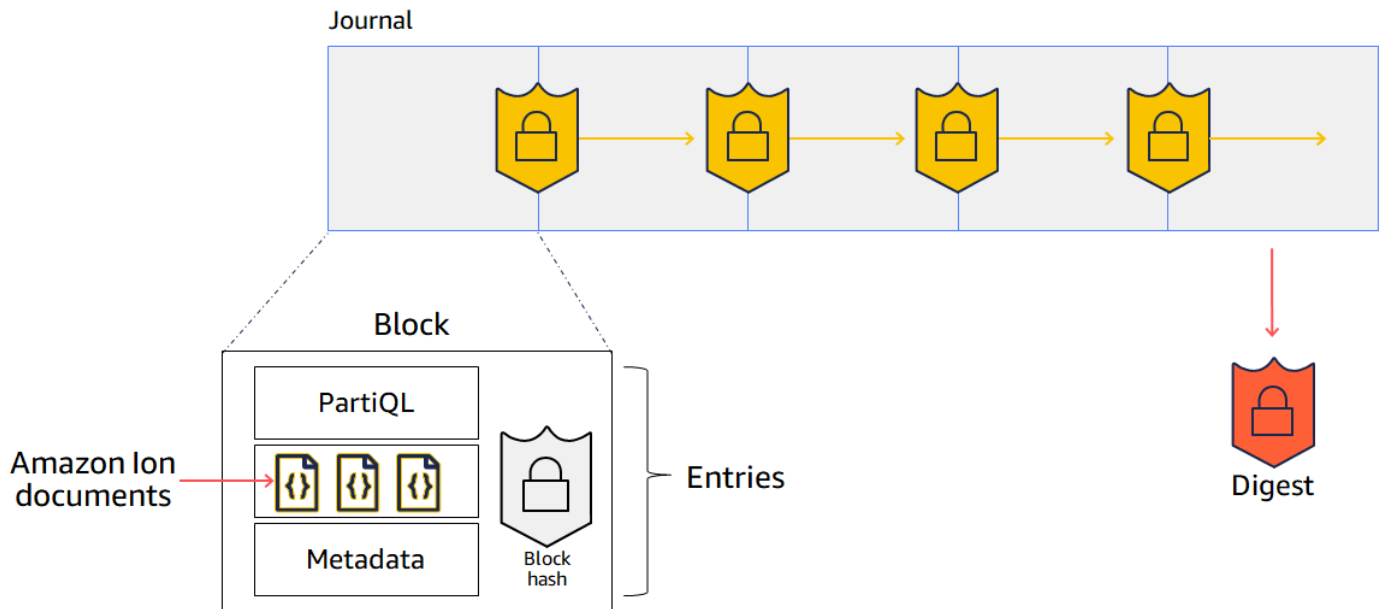 Journal
Block
PartiQL
Amazon Ion
documents
{} {} {}
Metadata
Block
hash
Entries
Digest